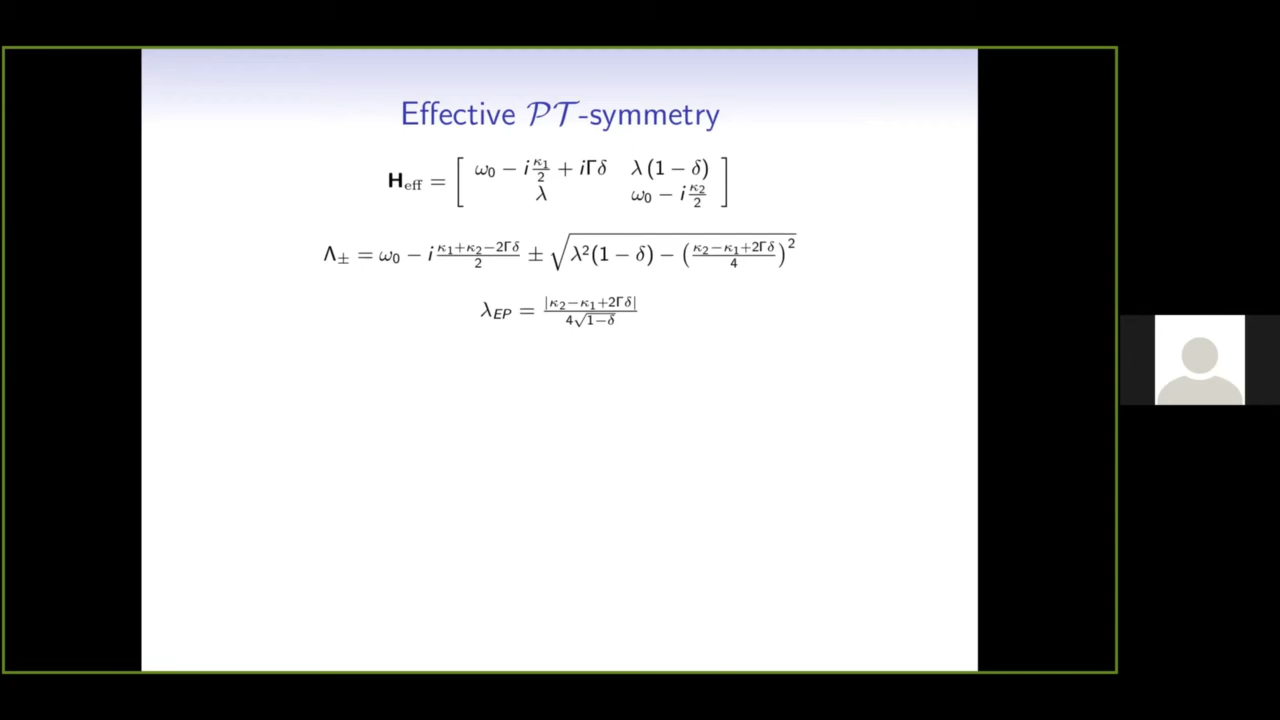 Effective 𝒫𝒯-symmetry
H_eff = [ ω₀ − i κ₁/2 + iΓδ   λ (1 − δ)
λ   ω₀ − i κ₂/2 ]
Λ± = ω₀ − i (κ₁+κ₂−2Γδ)/2 ± √(λ²(1 − δ) − ((κ₂−κ₁+2Γδ)/4)²)
λ_EP = |κ₂−κ₁+2Γδ| / 4√(1−δ)